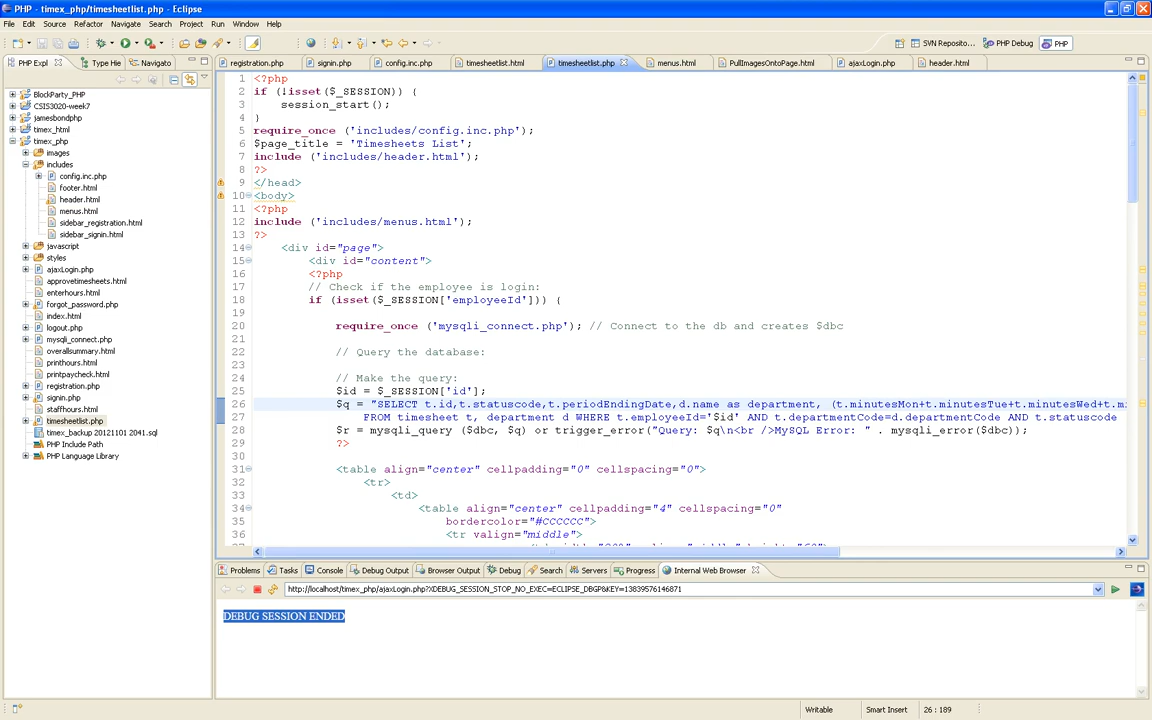 PHP - timex_php/timesheetlist.php - Eclipse
File Edit Source Refactor Navigate Search Project Run Window Help
SVN Reposito... PHP Debug PHP
PHP Expl Type Hie Navigato
registration.php signin.php config.inc.php timesheetlist.html timesheetlist.php menus.html PullImagesOntoPage.html ajaxLogin.php header.html
BlockParty_PHP
CSIS3020-week7
jamesbondphp
timex_html
timex_php
images
includes
config.inc.php
footer.html
header.html
menus.html
sidebar_registration.html
sidebar_signin.html
javascript
styles
ajaxLogin.php
approvetimesheets.html
enterhours.html
forgot_password.php
index.html
logout.php
mysqli_connect.php
overallsummary.html
printhours.html
printpaycheck.html
registration.php
signin.php
staffhours.html
timesheetlist.php
timex_backup 20121101 2041.sql
PHP Include Path
PHP Language Library
1 <?php
2 if (!isset($_SESSION)) {
3 session_start();
4 }
5 require_once ('includes/config.inc.php');
6 $page_title = 'Timesheets List';
7 include ('includes/header.html');
8 ?>
9 </head>
10 <body>
11 <?php
12 include ('includes/menus.html');
13 ?>
14 <div id="page">
15 <div id="content">
16 <?php
17 // Check if the employee is login:
18 if (isset($_SESSION['employeeId'])) {
19
20 require_once ('mysqli_connect.php'); // Connect to the db and creates $dbc
21
22 // Query the database:
23
24 // Make the query:
25 $id = $_SESSION['id'];
26 $q = "SELECT t.id,t.statuscode,t.periodEndingDate,d.name as department, (t.minutesMon+t.minutesTue+t.minutesWed+t.mi
27 FROM timesheet t, department d WHERE t.employeeId='$id' AND t.departmentCode=d.departmentCode AND t.statuscode
28 $r = mysqli_query ($dbc, $q) or trigger_error("Query: $q\n<br />MySQL Error: " . mysqli_error($dbc));
29 ?>
30
31 <table align="center" cellpadding="0" cellspacing="0">
32 <tr>
33 <td>
34 <table align="center" cellpadding="4" cellspacing="0"
35 bordercolor="#CCCCCC">
36 <tr valign="middle">
Problems Tasks Console Debug Output Browser Output Debug Search Servers Progress Internal Web Browser
http://localhost/timex_php/ajaxLogin.php?XDEBUG_SESSION_STOP_NO_EXEC=ECLIPSE_DBGP&KEY=13839576146871
DEBUG SESSION ENDED
Writable Smart Insert 26 : 189